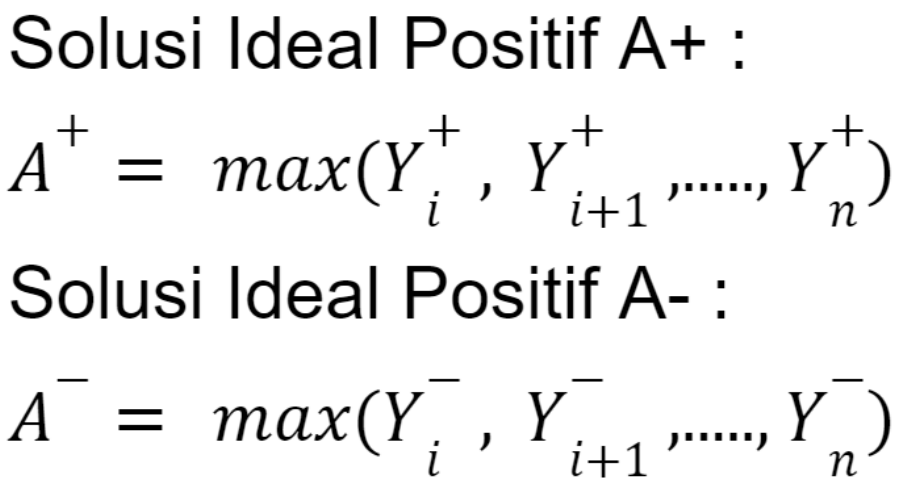 Solusi Ideal Positif A+ :
A⁺ = max(Y⁺ᵢ , Y⁺ᵢ₊₁ ,....., Y⁺ₙ)
Solusi Ideal Positif A- :
A⁻ = max(Y⁻ᵢ , Y⁻ᵢ₊₁ ,....., Y⁻ₙ)